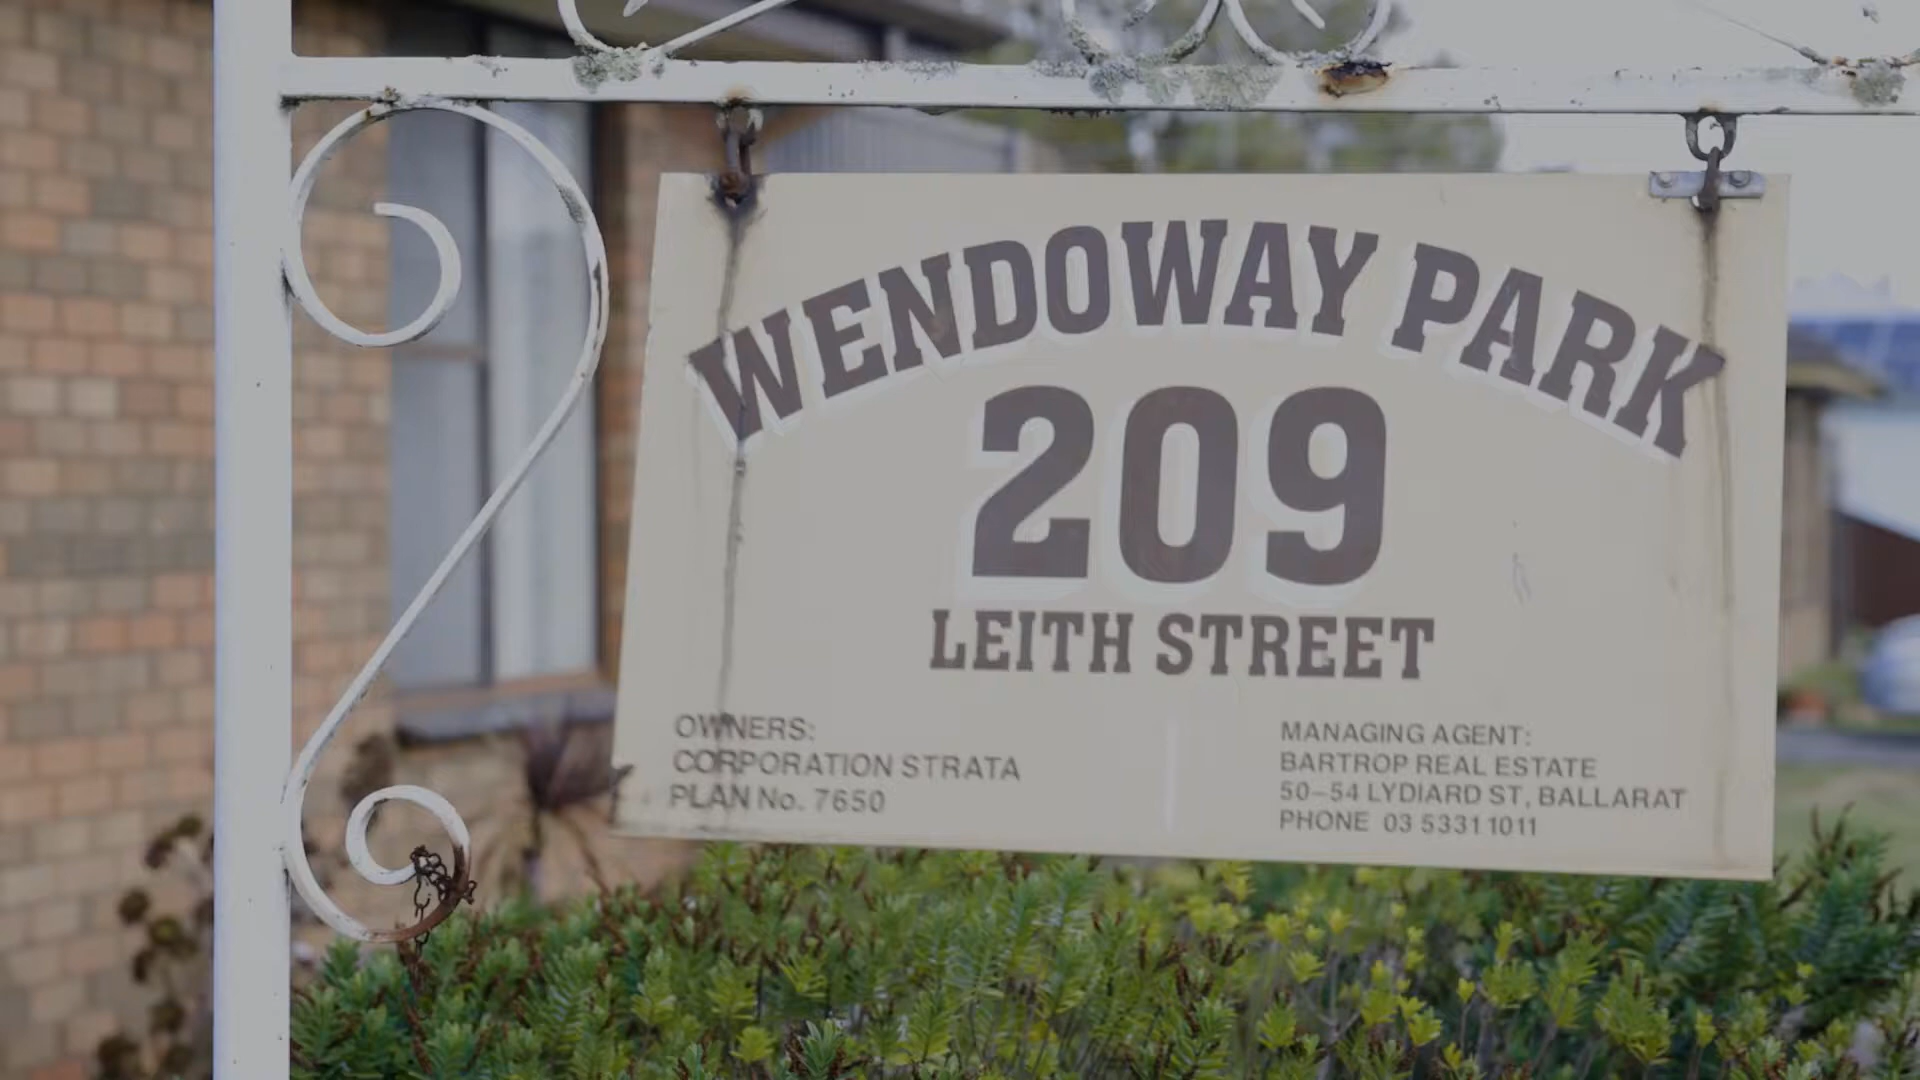 WENDOWAY PARK
209
LEITH STREET
OWNERS:
CORPORATION STRATA
PLAN No. 7650
MANAGING AGENT:
BARTROP REAL ESTATE
50-54 LYDIARD ST, BALLARAT
PHONE 03 5331 1011